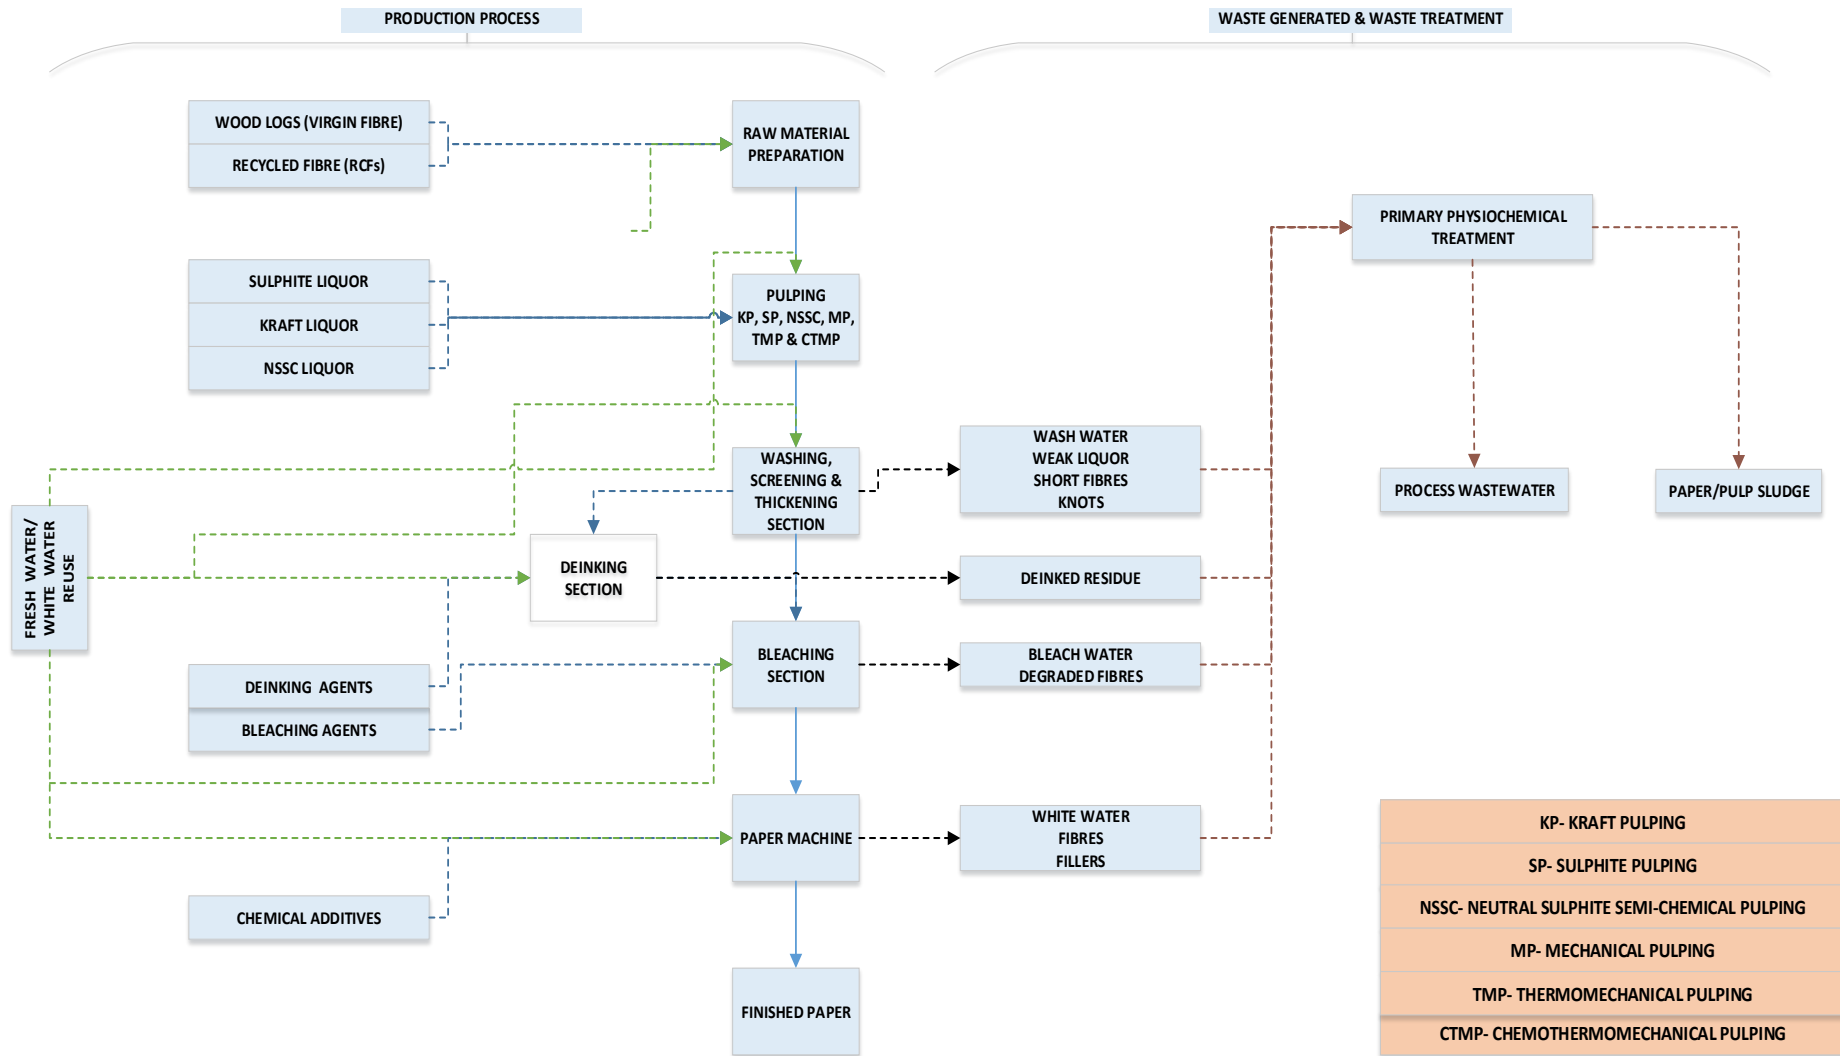 PRODUCTION PROCESS
WASTE GENERATED & WASTE TREATMENT
WOOD LOGS (VIRGIN FIBRE)
RECYCLED FIBRE (RCFs)
RAW MATERIAL
PREPARATION
PRIMARY PHYSIOCHEMICAL
TREATMENT
SULPHITE LIQUOR
KRAFT LIQUOR
NSSC LIQUOR
PULPING
KP, SP, NSSC, MP,
TMP & CTMP
WASHING,
SCREENING &
THICKENING
SECTION
WASH WATER
WEAK LIQUOR
SHORT FIBRES
KNOTS
PROCESS WASTEWATER
PAPER/PULP SLUDGE
FRESH WATER/
WHITE WATER
REUSE
DEINKING
SECTION
DEINKED RESIDUE
DEINKING AGENTS
BLEACHING AGENTS
BLEACHING
SECTION
BLEACH WATER
DEGRADED FIBRES
PAPER MACHINE
WHITE WATER
FIBRES
FILLERS
CHEMICAL ADDITIVES
FINISHED PAPER
KP- KRAFT PULPING
SP- SULPHITE PULPING
NSSC- NEUTRAL SULPHITE SEMI-CHEMICAL PULPING
MP- MECHANICAL PULPING
TMP- THERMOMECHANICAL PULPING
CTMP- CHEMOTHERMOMECHANICAL PULPING